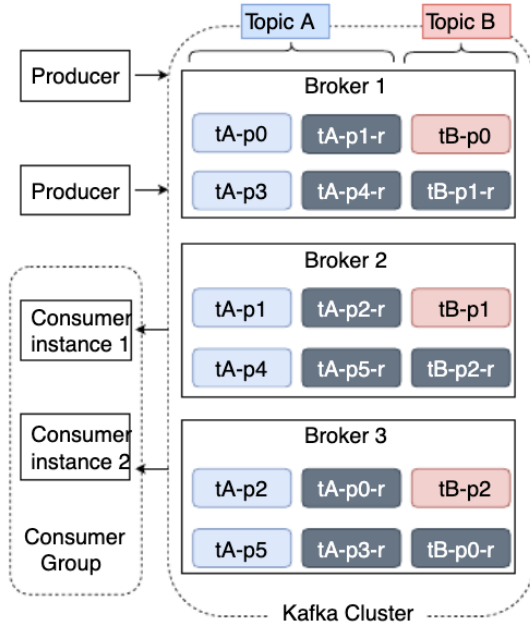 Topic A
Topic B
Producer
Broker 1
tA-p0
tA-p1-r
tB-p0
Producer
tA-p3
tA-p4-r
tB-p1-r
Broker 2
Consumer
instance 1
tA-p1
tA-p2-r
tB-p1
tA-p4
tA-p5-r
tB-p2-r
Consumer
instance 2
Broker 3
tA-p2
tA-p0-r
tB-p2
Consumer
Group
tA-p5
tA-p3-r
tB-p0-r
Kafka Cluster